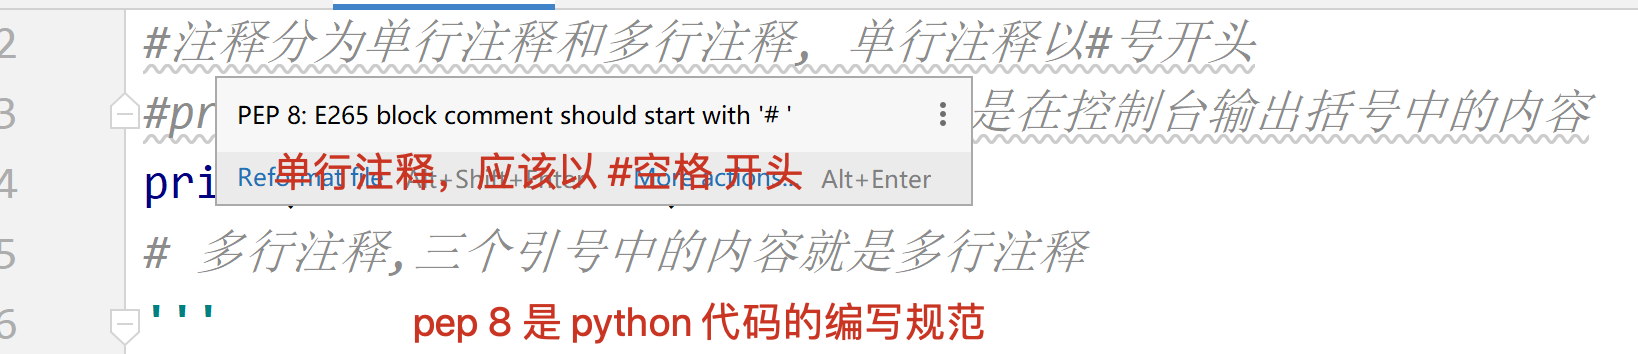 2 #注释分为单行注释和多行注释, 单行注释以#号开头
3 #pr 是在控制台输出括号中的内容
PEP 8: E265 block comment should start with '# '
4 pri
Reformat file Alt+Shift+Enter More actions... Alt+Enter
单行注释，应该以 #空格 开头
5 # 多行注释,三个引号中的内容就是多行注释
6 '''
pep 8 是 python 代码的编写规范